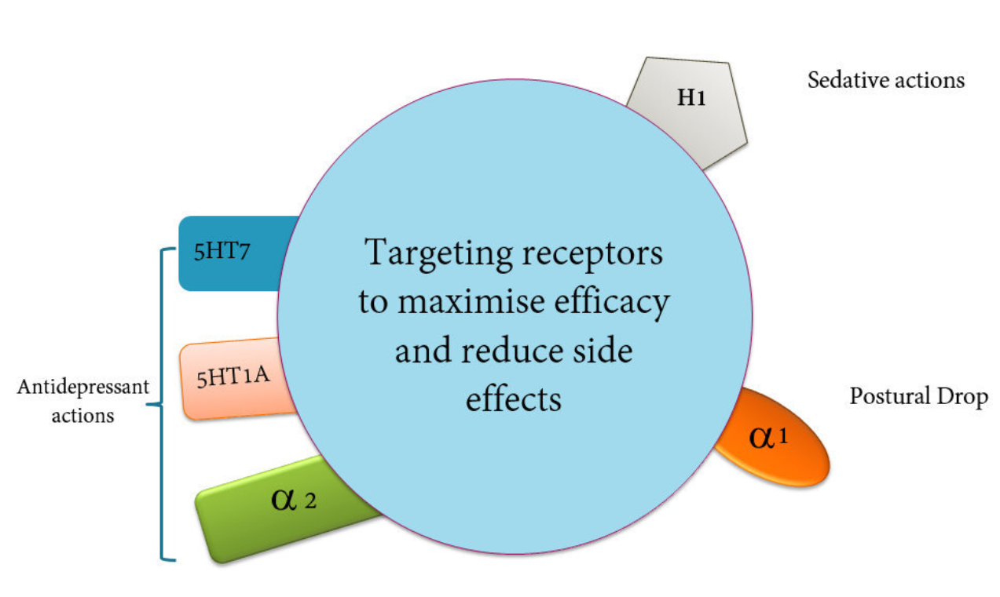 H1
Sedative actions
5HT7
Targeting receptors
to maximise efficacy
and reduce side
effects
5HT1A
Antidepressant
actions
Postural Drop
α1
α 2